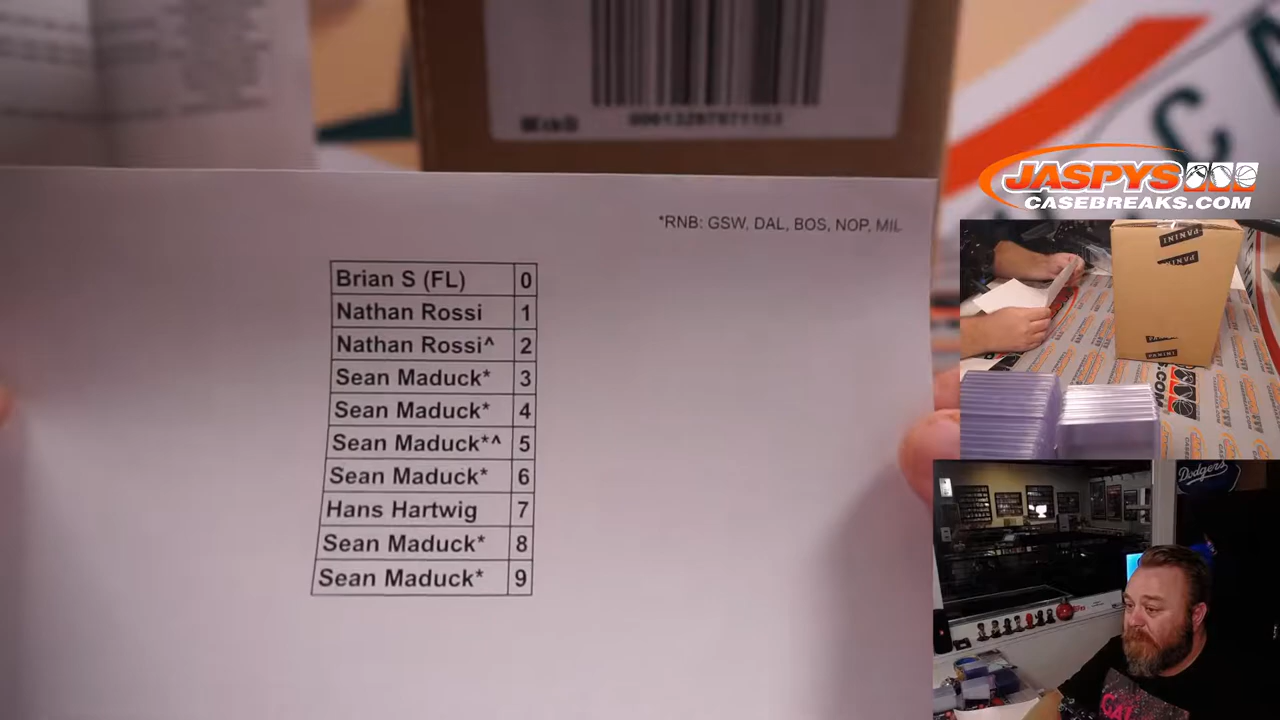 *RNB: GSW, DAL, BOS, NOP, MIL
Brian S (FL) 0
Nathan Rossi 1
Nathan Rossi^ 2
Sean Maduck* 3
Sean Maduck* 4
Sean Maduck*^ 5
Sean Maduck* 6
Hans Hartwig 7
Sean Maduck* 8
Sean Maduck* 9
JASPYS
CASEBREAKS.COM
PANINI
PANINI
PANINI
Dodgers